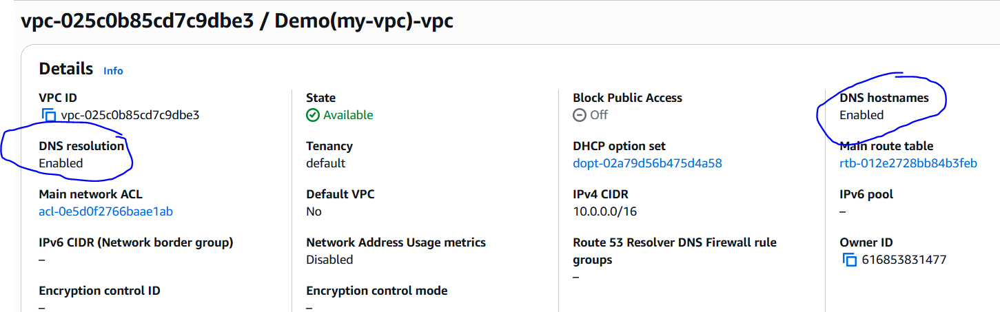 vpc-025c0b85cd7c9dbe3 / Demo(my-vpc)-vpc
Details Info
VPC ID
vpc-025c0b85cd7c9dbe3
State
Available
Block Public Access
Off
DNS hostnames
Enabled
DNS resolution
Enabled
Tenancy
default
DHCP option set
dopt-02a79d56b475d4a58
Main route table
rtb-012e2728bb84b3feb
Main network ACL
acl-0e5d0f2766baae1ab
Default VPC
No
IPv4 CIDR
10.0.0.0/16
IPv6 pool
–
IPv6 CIDR (Network border group)
–
Network Address Usage metrics
Disabled
Route 53 Resolver DNS Firewall rule
groups
–
Owner ID
616853831477
Encryption control ID
–
Encryption control mode
–